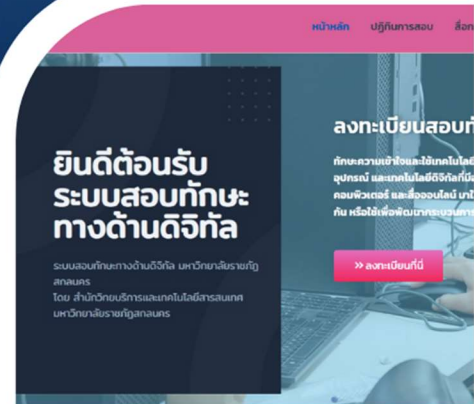 หน้าหลัก ปฏิทินการสอบ
ยินดีต้อนรับ
ระบบสอบทักษะ
ทางด้านดิจิทัล
ระบบสอบทักษะทางด้านดิจิทัล มหาวิทยาลัยราชภัฏ
สกลนคร
โดย สำนักวิทยบริการและเทคโนโลยีสารสนเทศ
มหาวิทยาลัยราชภัฏสกลนคร
ลงทะเบียนสอบ
ทักษะความเข้าใจและใช้เทคโนโลยี
อุปกรณ์ และเทคโนโลยีดิจิทัลที่มี
คอมพิวเตอร์ และสื่อออนไลน์ มา
กัน หรือใช้เพื่อพัฒนากระบวนการ
» ลงทะเบียนที่นี่